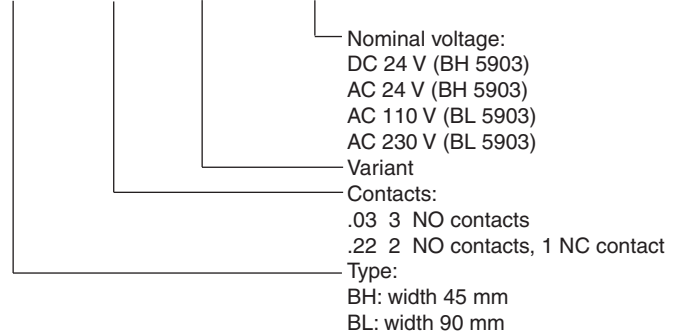 Nominal voltage:
DC 24 V (BH 5903)
AC 24 V (BH 5903)
AC 110 V (BL 5903)
AC 230 V (BL 5903)
Variant
Contacts:
.03 3 NO contacts
.22 2 NO contacts, 1 NC contact
Type:
BH: width 45 mm
BL: width 90 mm